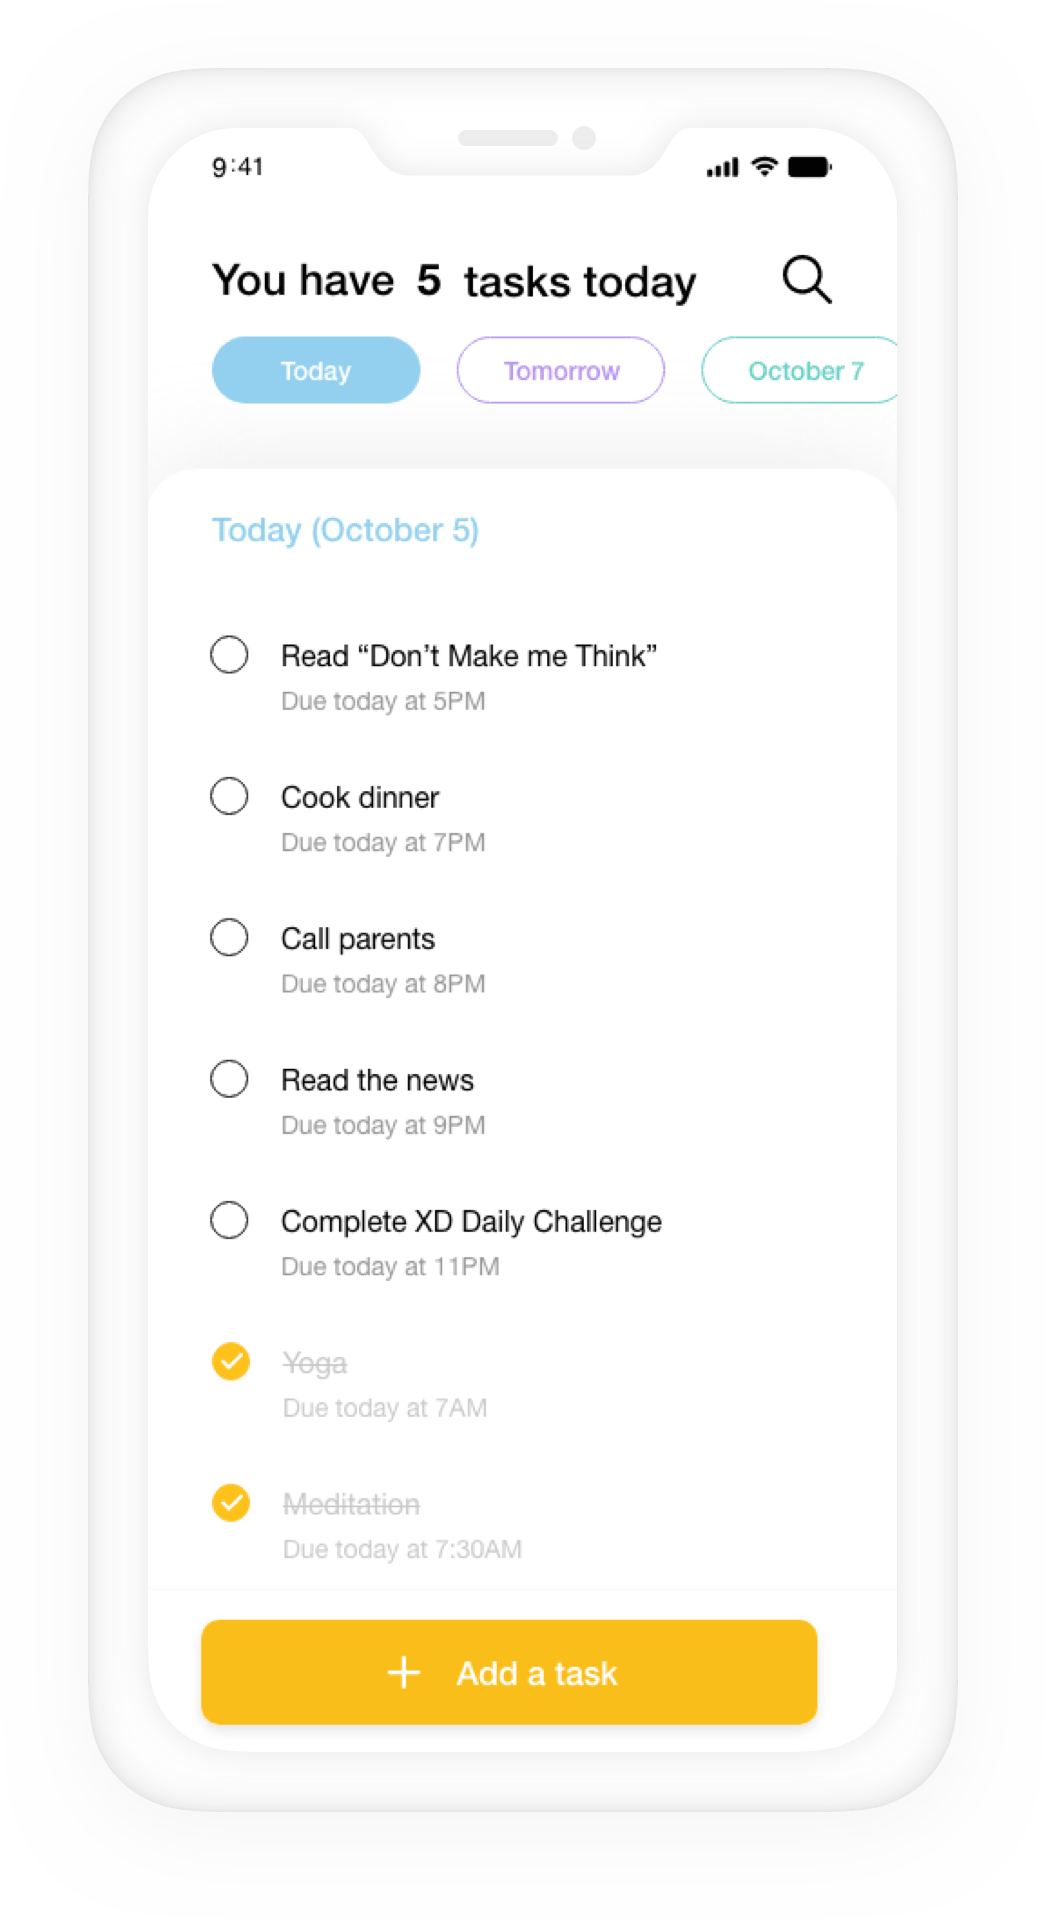 9:41
You have 5 tasks today
Today
Tomorrow
October 7
Today (October 5)
Read “Don’t Make me Think”
Due today at 5PM
Cook dinner
Due today at 7PM
Call parents
Due today at 8PM
Read the news
Due today at 9PM
Complete XD Daily Challenge
Due today at 11PM
Yoga
Due today at 7AM
Meditation
Due today at 7:30AM
Add a task